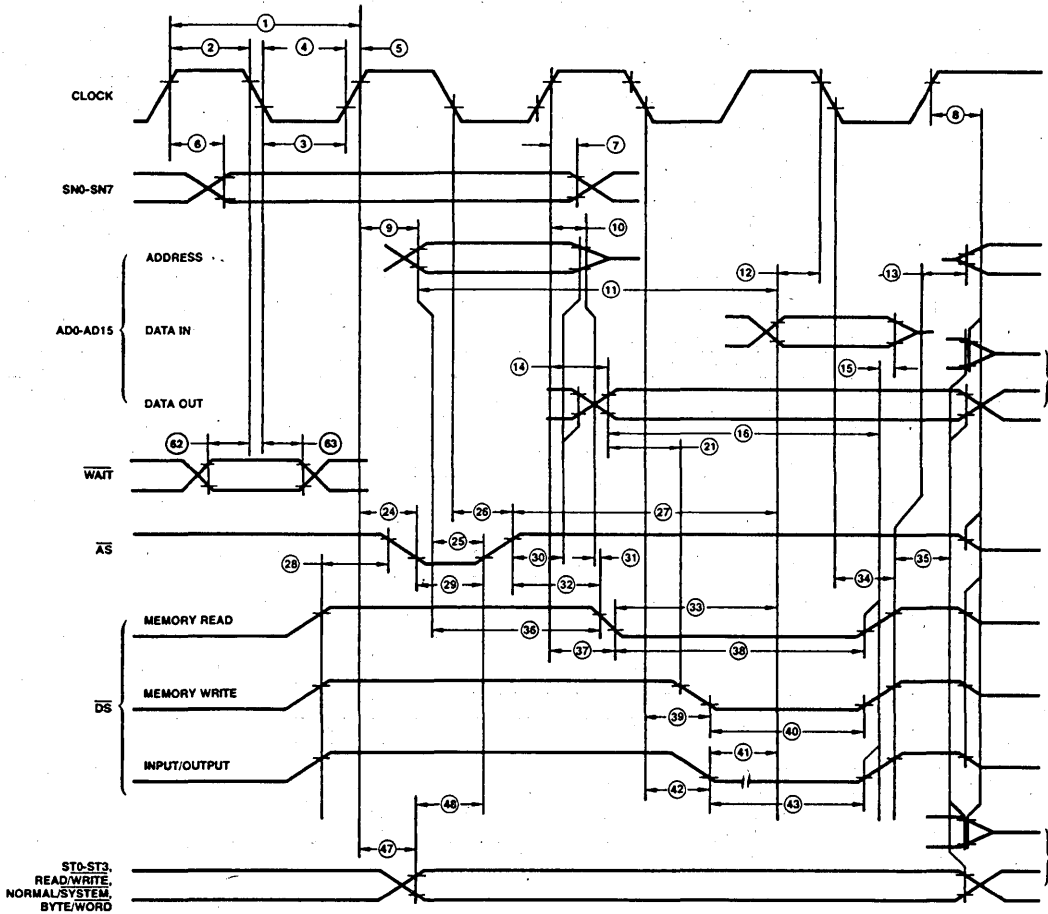 1
2
4
5
CLOCK
8
6
3
7
SN0-SN7
9
10
ADDRESS
12
13
11
AD0-AD15
DATA IN
14
15
DATA OUT
16
62
63
21
WAIT
24
26
27
AS
25
28
30
31
35
29
32
34
33
MEMORY READ
36
37
38
MEMORY WRITE
DS
39
40
INPUT/OUTPUT
41
42
43
48
47
ST0-ST3,
READ/WRITE,
NORMAL/SYSTEM,
BYTE/WORD